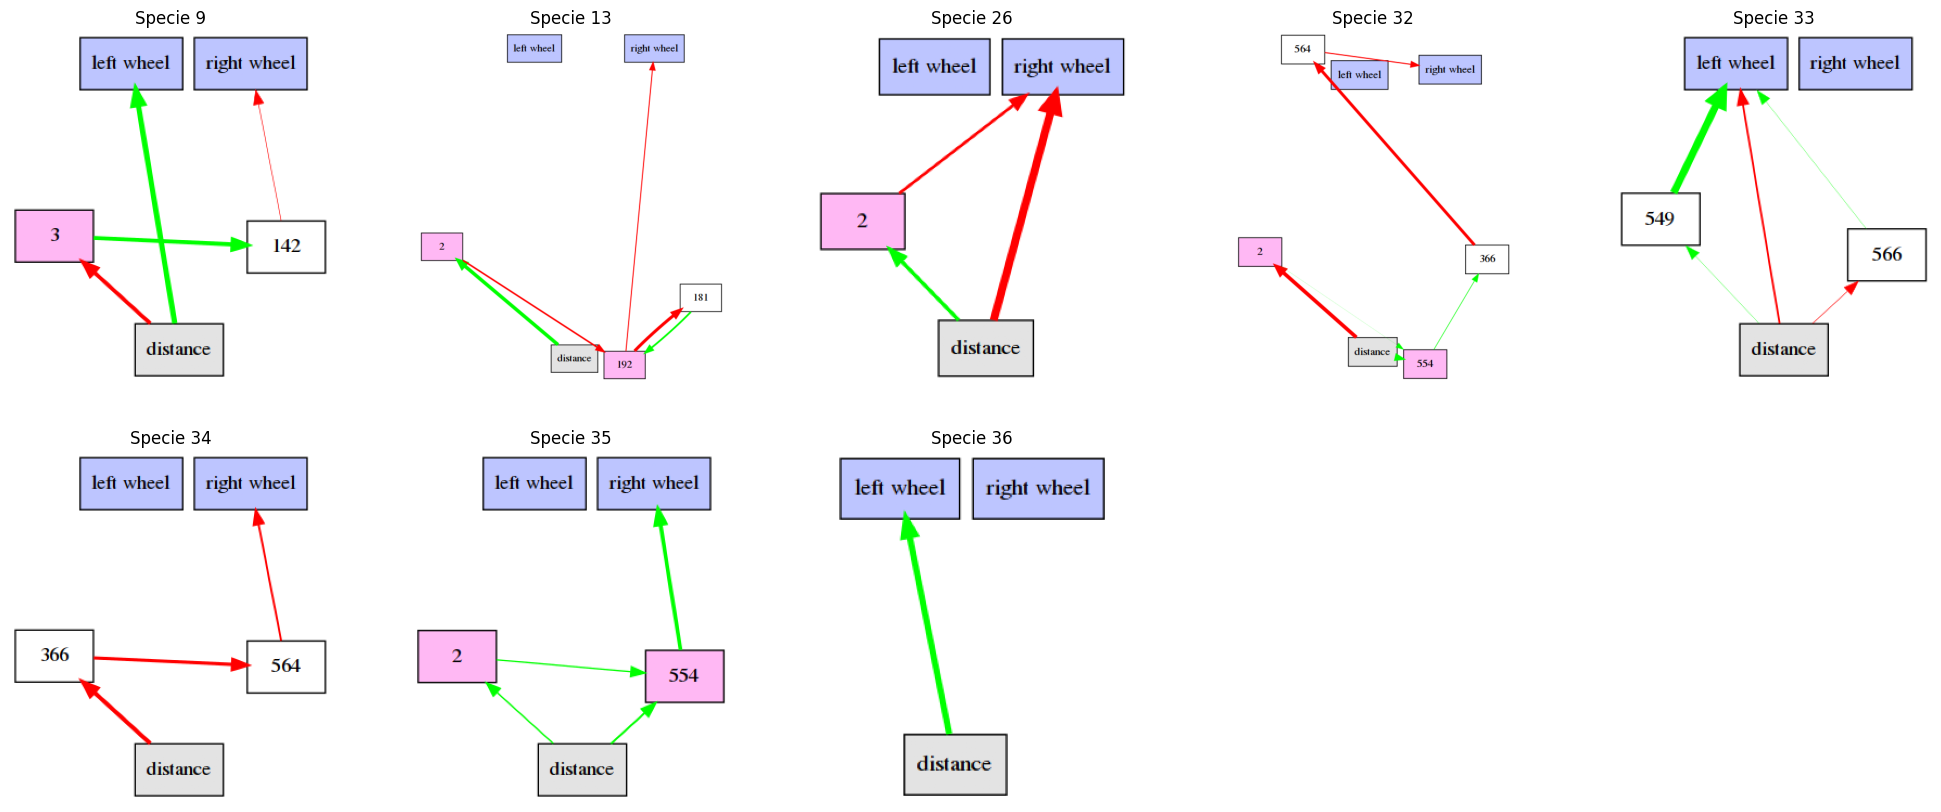 Specie 9
left wheel
right wheel
3
142
distance
Specie 13
left wheel
right wheel
2
181
distance
192
Specie 26
left wheel
right wheel
2
distance
Specie 32
564
left wheel
right wheel
2
366
distance
554
Specie 33
left wheel
right wheel
549
566
distance
Specie 34
left wheel
right wheel
366
564
distance
Specie 35
left wheel
right wheel
2
554
distance
Specie 36
left wheel
right wheel
distance